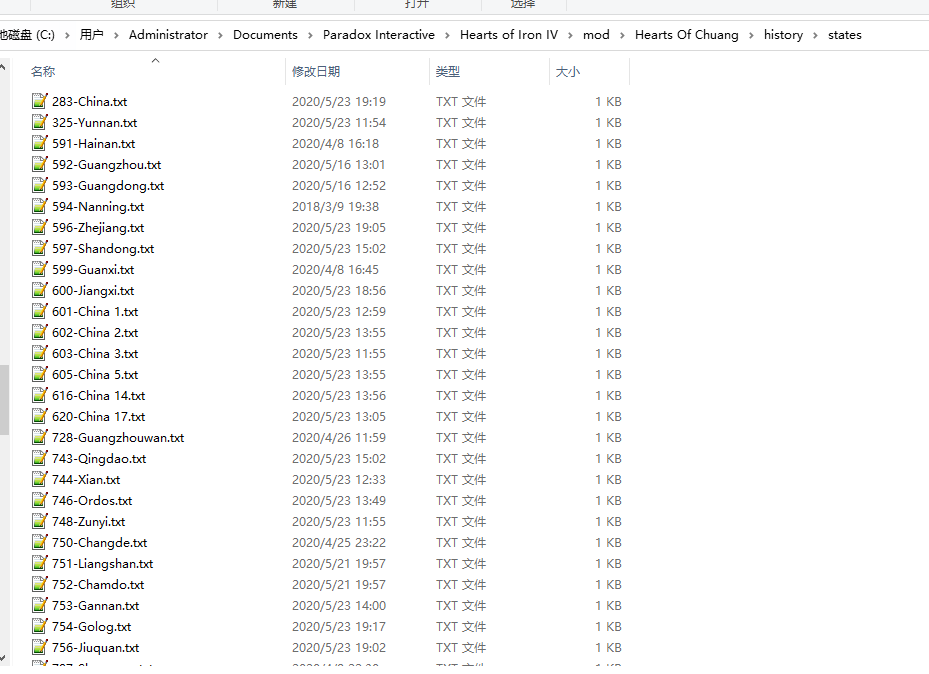 组织 新建 打开 选择
地磁盘 (C:) › 用户 › Administrator › Documents › Paradox Interactive › Hearts of Iron IV › mod › Hearts Of Chuang › history › states
名称 修改日期 类型 大小
283-China.txt 2020/5/23 19:19 TXT 文件 1 KB
325-Yunnan.txt 2020/5/23 11:54 TXT 文件 1 KB
591-Hainan.txt 2020/4/8 16:18 TXT 文件 1 KB
592-Guangzhou.txt 2020/5/16 13:01 TXT 文件 1 KB
593-Guangdong.txt 2020/5/16 12:52 TXT 文件 1 KB
594-Nanning.txt 2018/3/9 19:38 TXT 文件 1 KB
596-Zhejiang.txt 2020/5/23 19:05 TXT 文件 1 KB
597-Shandong.txt 2020/5/23 15:02 TXT 文件 1 KB
599-Guanxi.txt 2020/4/8 16:45 TXT 文件 1 KB
600-Jiangxi.txt 2020/5/23 18:56 TXT 文件 1 KB
601-China 1.txt 2020/5/23 12:59 TXT 文件 1 KB
602-China 2.txt 2020/5/23 13:55 TXT 文件 1 KB
603-China 3.txt 2020/5/23 11:55 TXT 文件 1 KB
605-China 5.txt 2020/5/23 13:55 TXT 文件 1 KB
616-China 14.txt 2020/5/23 13:56 TXT 文件 1 KB
620-China 17.txt 2020/5/23 13:05 TXT 文件 1 KB
728-Guangzhouwan.txt 2020/4/26 11:59 TXT 文件 1 KB
743-Qingdao.txt 2020/5/23 15:02 TXT 文件 1 KB
744-Xian.txt 2020/5/23 12:33 TXT 文件 1 KB
746-Ordos.txt 2020/5/23 13:49 TXT 文件 1 KB
748-Zunyi.txt 2020/5/23 11:55 TXT 文件 1 KB
750-Changde.txt 2020/4/25 23:22 TXT 文件 1 KB
751-Liangshan.txt 2020/5/21 19:57 TXT 文件 1 KB
752-Chamdo.txt 2020/5/21 19:57 TXT 文件 1 KB
753-Gannan.txt 2020/5/23 14:00 TXT 文件 1 KB
754-Golog.txt 2020/5/23 19:17 TXT 文件 1 KB
756-Jiuquan.txt 2020/5/23 19:02 TXT 文件 1 KB